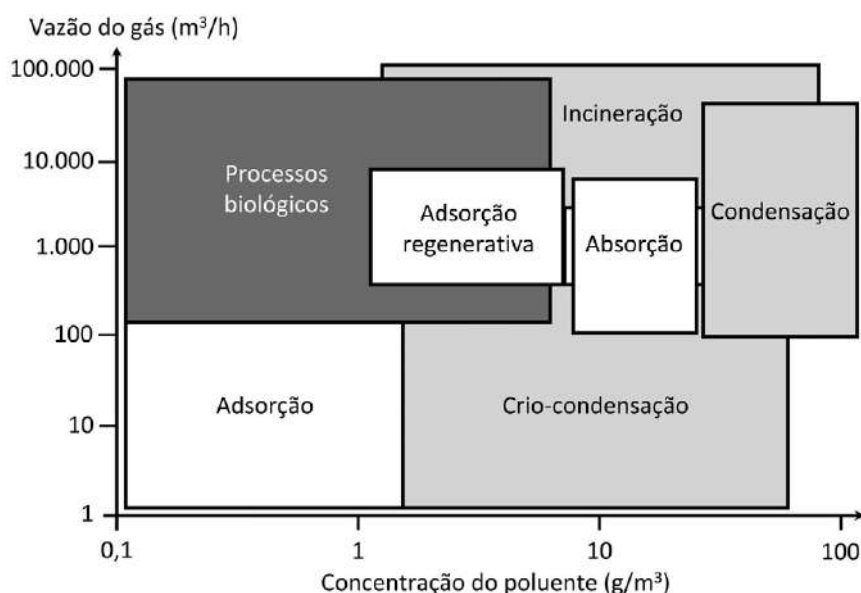 Vazão do gás (m³/h)
100.000
10.000
1.000
100
10
1
Incineração
Processos
biológicos
Adsorção
regenerativa
Absorção
Condensação
Adsorção
Crio-condensação
0,1
1
10
100
Concentração do poluente (g/m³)